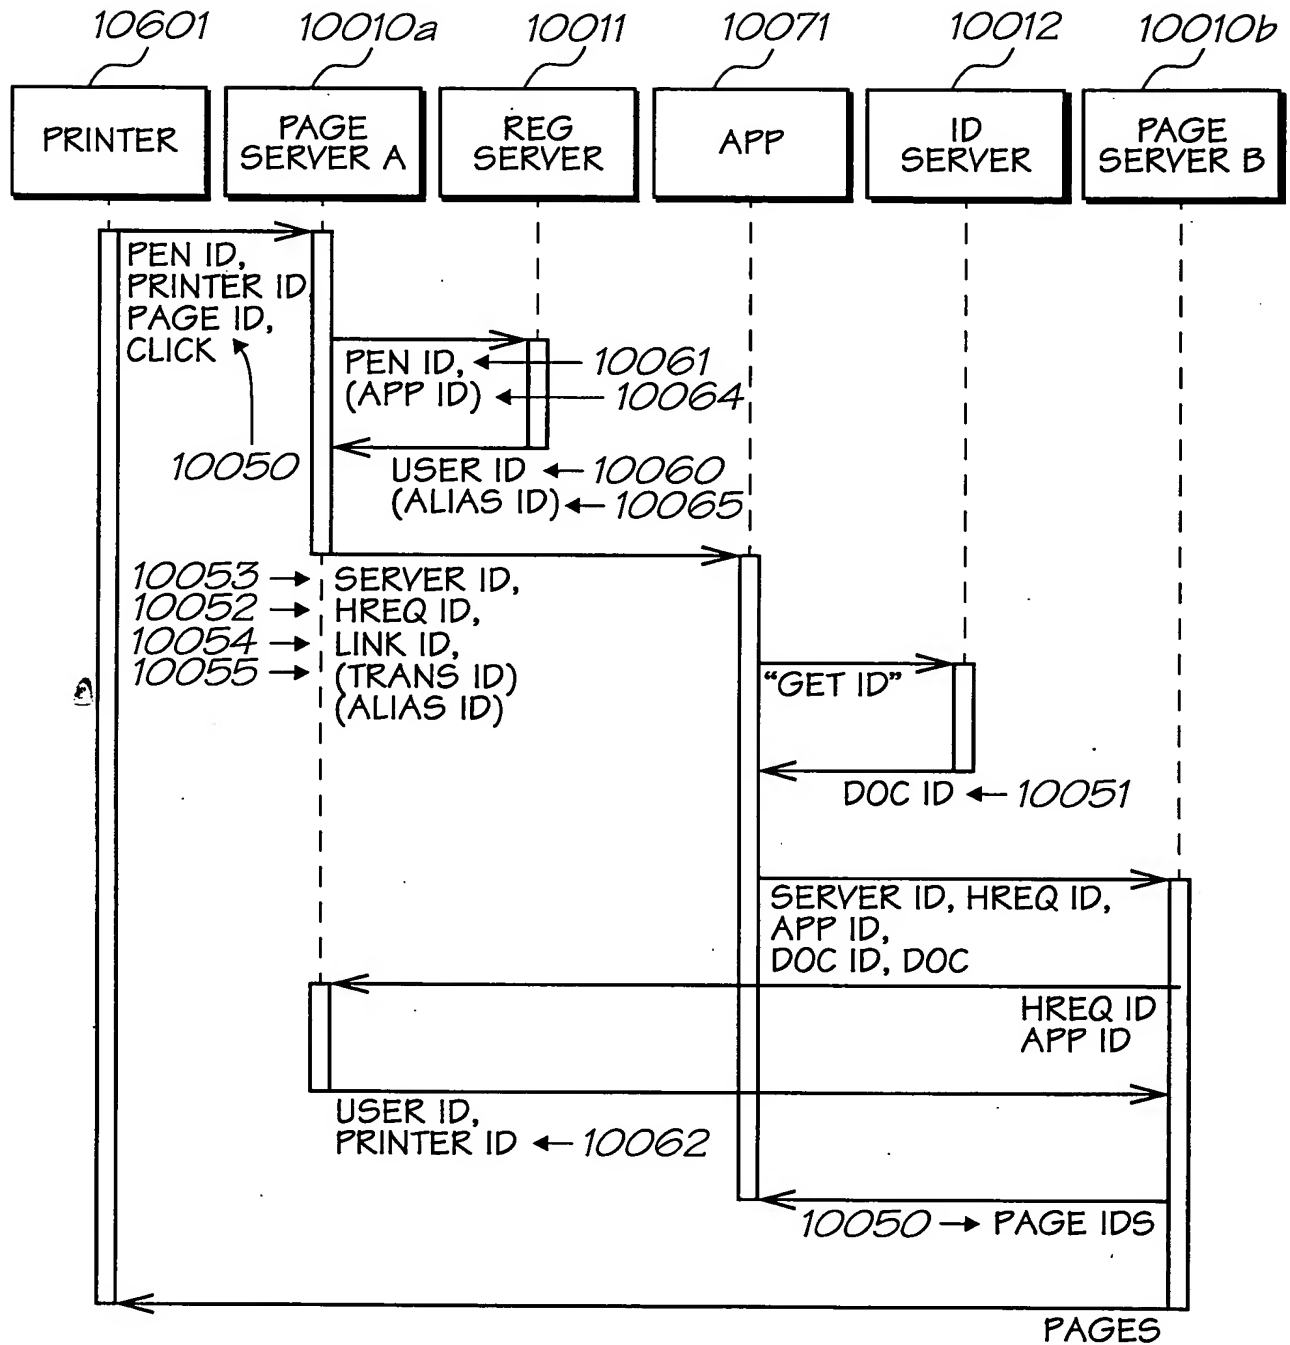 10601
10010a
10011
10071
10012
10010b
PRINTER
PAGE
SERVER A
REG
SERVER
APP
ID
SERVER
PAGE
SERVER B
PEN ID,
PRINTER ID
PAGE ID,
CLICK
10050
PEN ID, 10061
(APP ID) 10064
USER ID 10060
(ALIAS ID) 10065
10053 SERVER ID,
10052 HREQ ID,
10054 LINK ID,
10055 (TRANS ID)
(ALIAS ID)
“GET ID”
DOC ID 10051
SERVER ID, HREQ ID,
APP ID,
DOC ID, DOC
HREQ ID
APP ID
USER ID,
PRINTER ID 10062
10050 PAGE IDS
PAGES